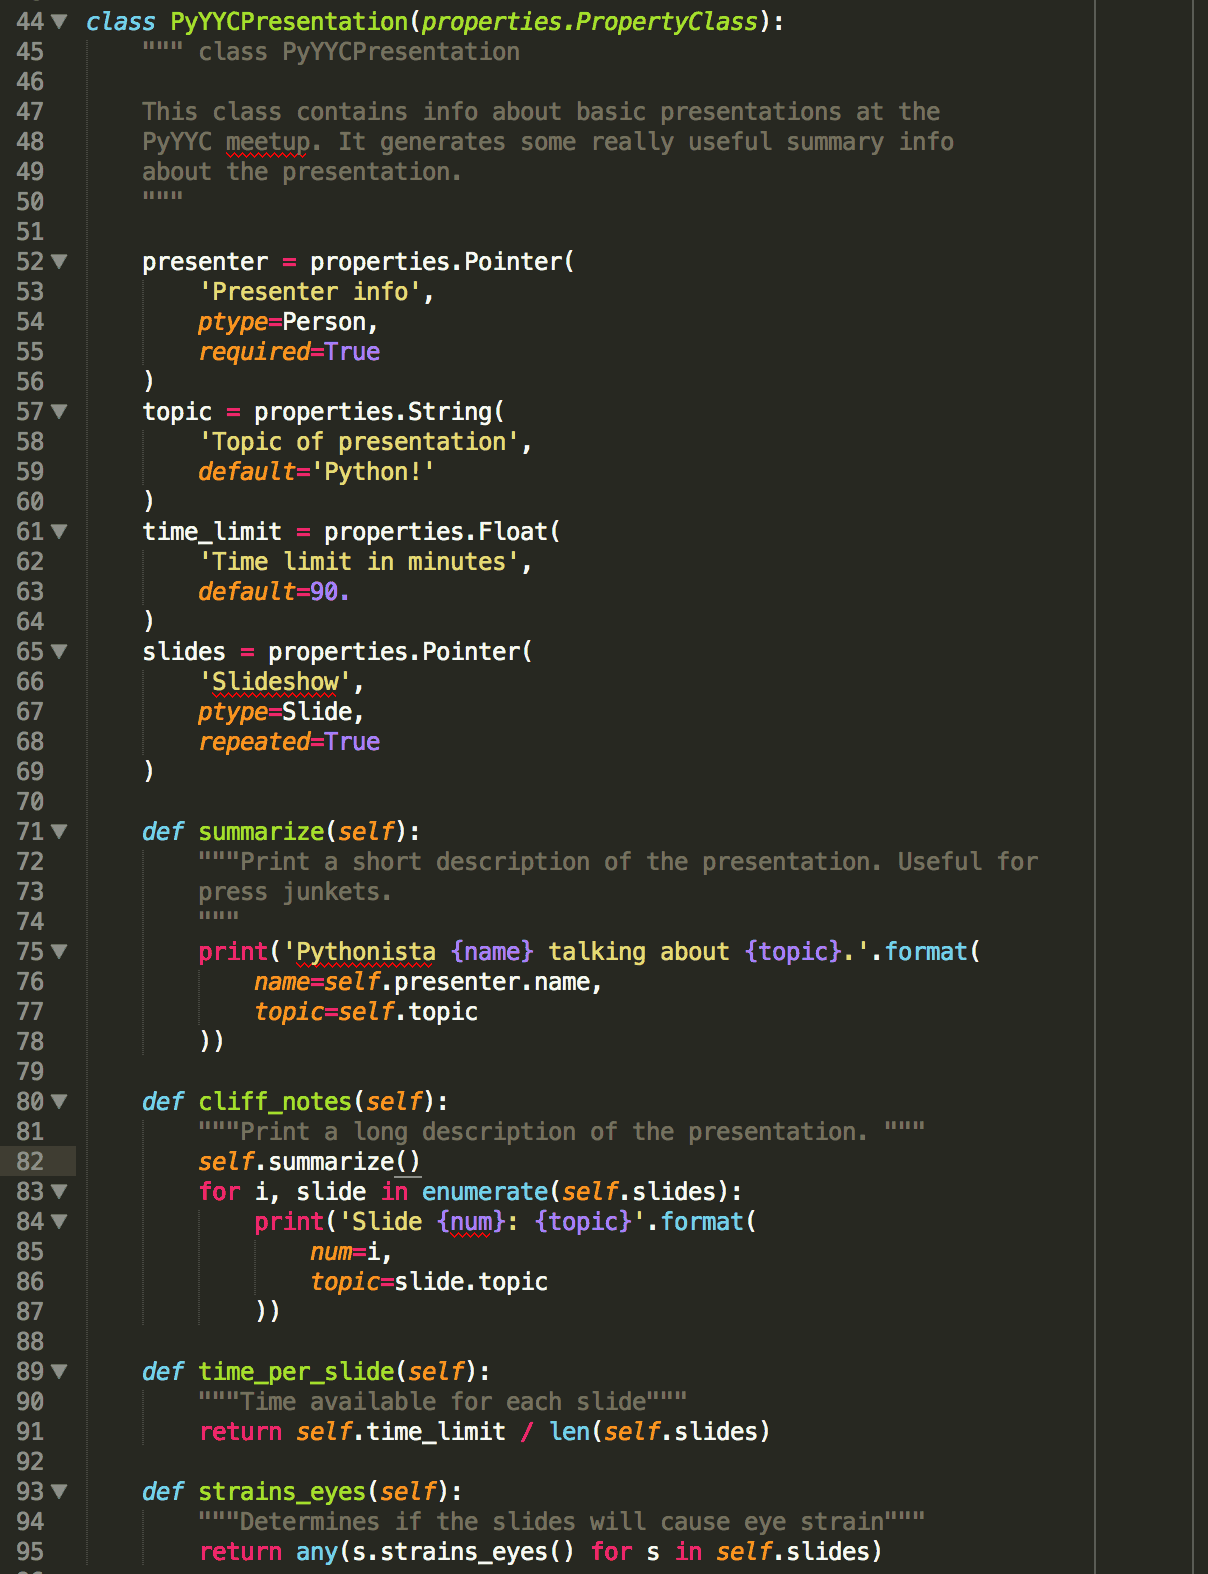 44 class PyYYCPresentation(properties.PropertyClass):
45     """ class PyYYCPresentation
46
47     This class contains info about basic presentations at the
48     PyYYC meetup. It generates some really useful summary info
49     about the presentation.
50     """
51
52     presenter = properties.Pointer(
53         'Presenter info',
54         ptype=Person,
55         required=True
56     )
57     topic = properties.String(
58         'Topic of presentation',
59         default='Python!'
60     )
61     time_limit = properties.Float(
62         'Time limit in minutes',
63         default=90.
64     )
65     slides = properties.Pointer(
66         'Slideshow',
67         ptype=Slide,
68         repeated=True
69     )
70
71     def summarize(self):
72         """Print a short description of the presentation. Useful for
73         press junkets.
74         """
75         print('Pythonista {name} talking about {topic}.'.format(
76             name=self.presenter.name,
77             topic=self.topic
78         ))
79
80     def cliff_notes(self):
81         """Print a long description of the presentation. """
82         self.summarize()
83         for i, slide in enumerate(self.slides):
84             print('Slide {num}: {topic}'.format(
85                 num=i,
86                 topic=slide.topic
87             ))
88
89     def time_per_slide(self):
90         """Time available for each slide"""
91         return self.time_limit / len(self.slides)
92
93     def strains_eyes(self):
94         """Determines if the slides will cause eye strain"""
95         return any(s.strains_eyes() for s in self.slides)